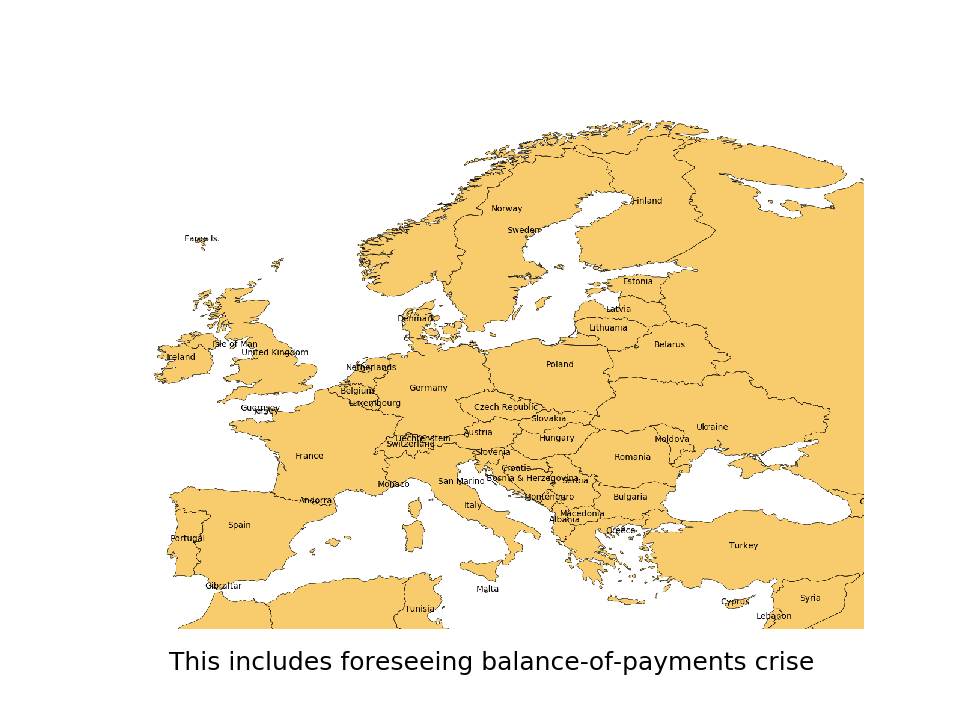 Norway
Finland
Sweden
Faroe Is.
Estonia
Latvia
Denmark
Lithuania
Isle of Man
Belarus
United Kingdom
Ireland
Poland
Netherlands
Germany
Belgium
Luxembourg
Czech Republic
Guernsey
Jersey
Slovakia
Ukraine
Austria
Liechtenstein
Hungary
Moldova
Switzerland
Slovenia
France
Romania
Croatia
Bosnia & Herzegovina
San Marino
Serbia
Monaco
Montenegro
Bulgaria
Andorra
Italy
Macedonia
Albania
Spain
Greece
Portugal
Turkey
Gibraltar
Malta
Syria
Cyprus
Tunisia
Lebanon
This includes foreseeing balance-of-payments crise